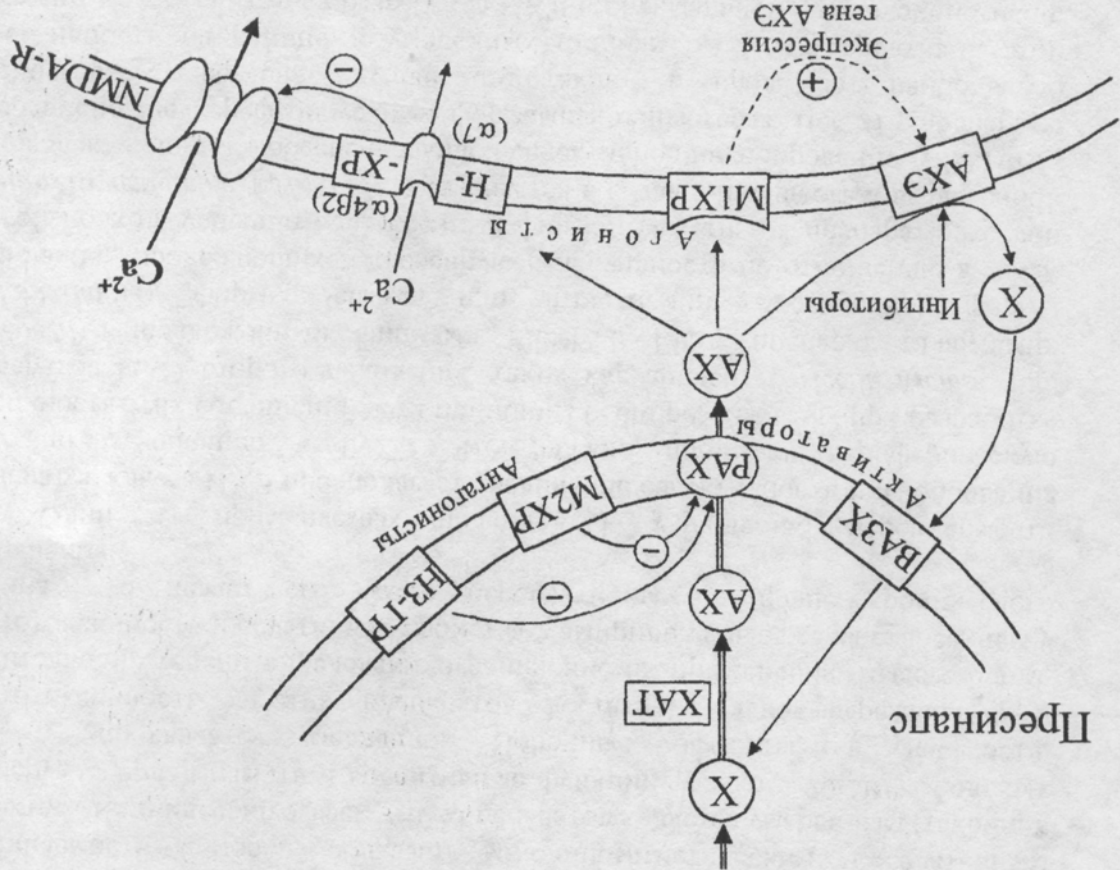 Х
Пресинапс
ХАТ
АХ
Н3-ГР
−
ВАЗХ
М2ХР
−
РАХ
Активаторы
Антагонисты
АХ
Х
Ингибиторы
Агонисты
Ca²⁺
Ca²⁺
АХЭ
М1ХР
Н-
(α7)
(α4β2)
-ХР
−
NMDA-R
+
Экспрессия
гена АХЭ